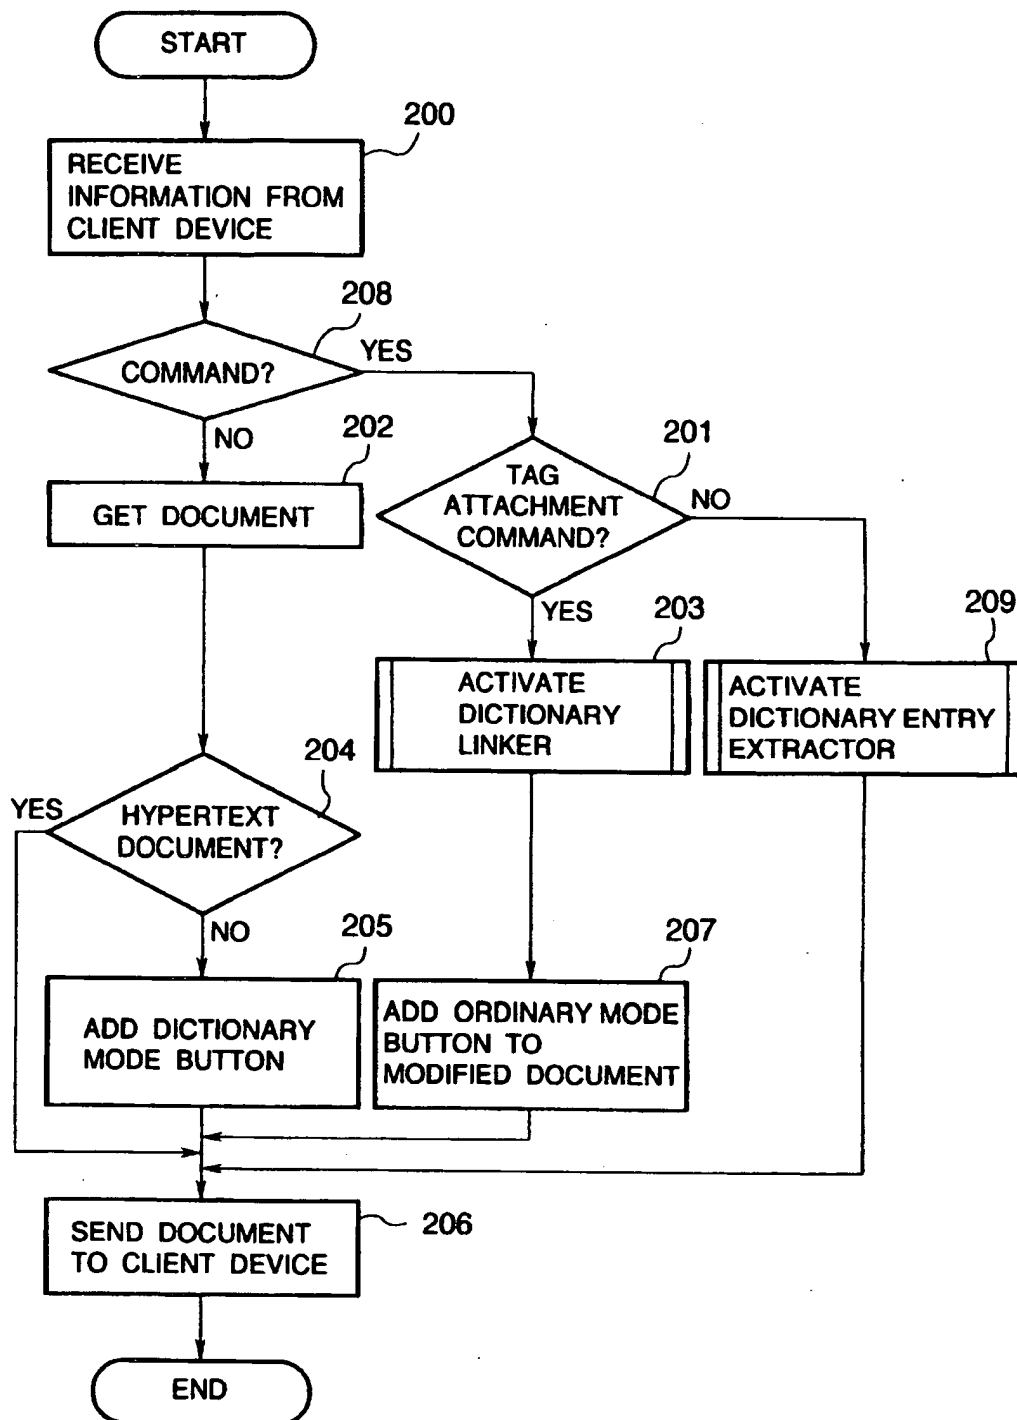 START
200
RECEIVE
INFORMATION FROM
CLIENT DEVICE
208
COMMAND?
YES
NO
202
GET DOCUMENT
201
TAG
ATTACHMENT
COMMAND?
NO
YES
203
ACTIVATE
DICTIONARY
LINKER
209
ACTIVATE
DICTIONARY ENTRY
EXTRACTOR
204
YES
HYPERTEXT
DOCUMENT?
NO
205
ADD DICTIONARY
MODE BUTTON
207
ADD ORDINARY MODE
BUTTON TO
MODIFIED DOCUMENT
SEND DOCUMENT
TO CLIENT DEVICE
206
END